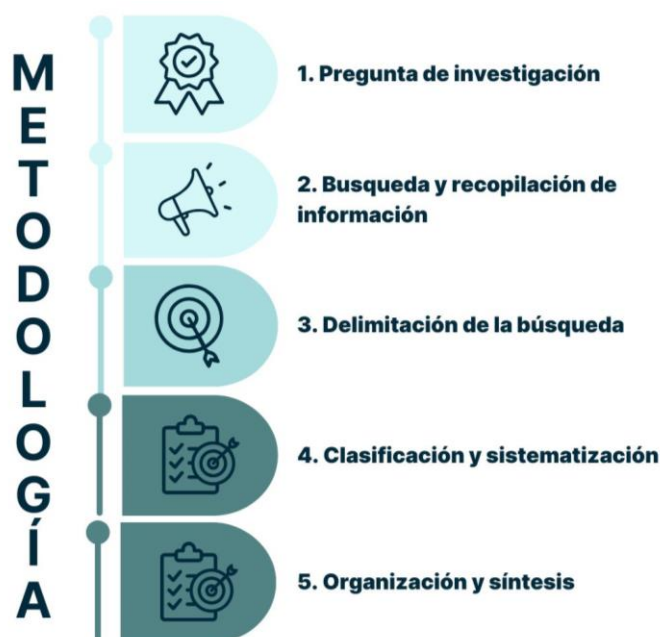 METODOLOGÍA
1. Pregunta de investigación
2. Busqueda y recopilación de
información
3. Delimitación de la búsqueda
4. Clasificación y sistematización
5. Organización y síntesis